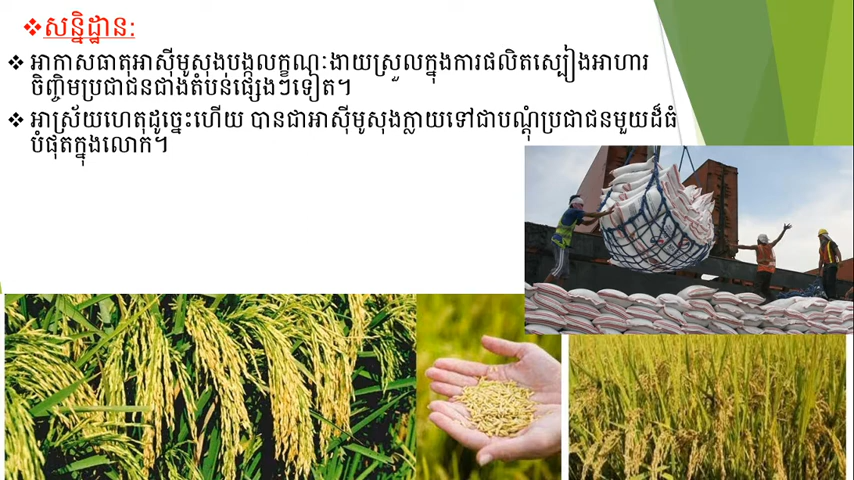 ❖សន្និដ្ឋាន:
❖ អាកាសធាតុអាស៊ីមូសុងបង្កលក្ខណៈងាយស្រួលក្នុងការផលិតស្បៀងអាហារ
ចិញ្ចិមប្រជាជនជាងតំបន់ផ្សេងៗទៀត។
❖ អាស្រ័យហេតុដូច្នេះហើយ បានជាអាស៊ីមូសុងក្លាយទៅជាបណ្ដុំប្រជាជនមួយដ៏ធំ
បំផុតក្នុងលោក។